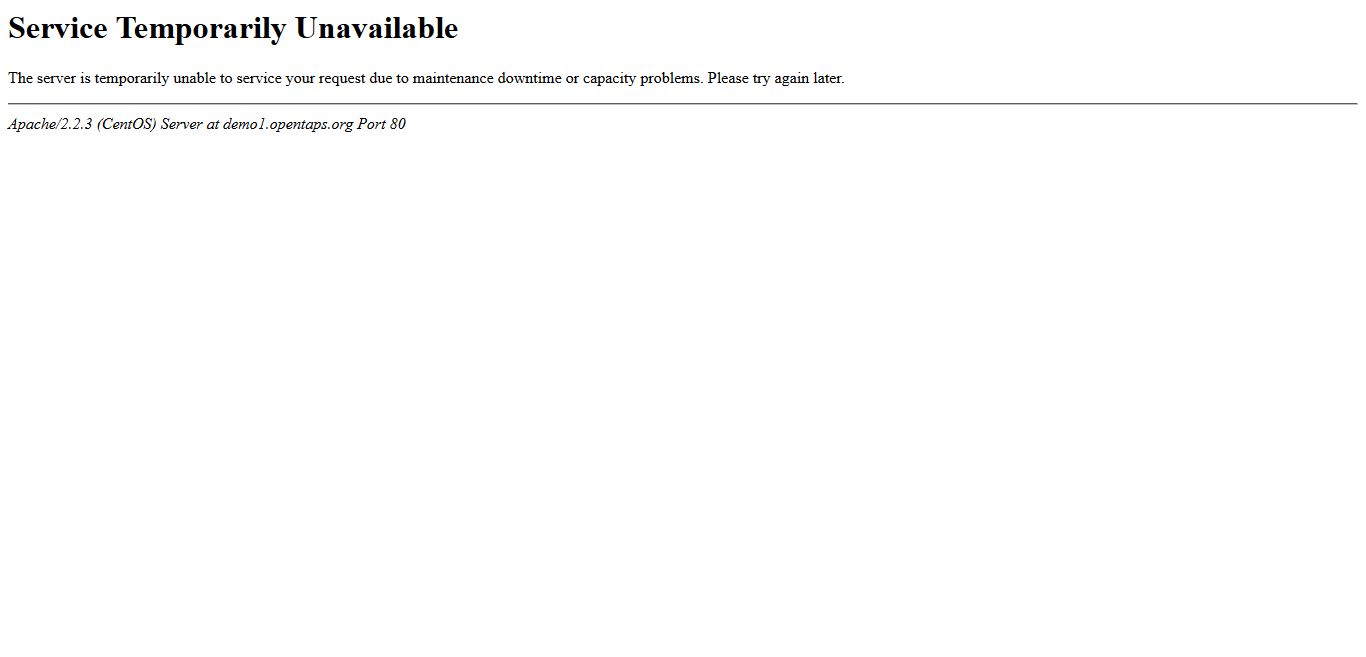 Service Temporarily Unavailable
The server is temporarily unable to service your request due to maintenance downtime or capacity problems. Please try again later.
Apache/2.2.3 (CentOS) Server at demo1.opentaps.org Port 80